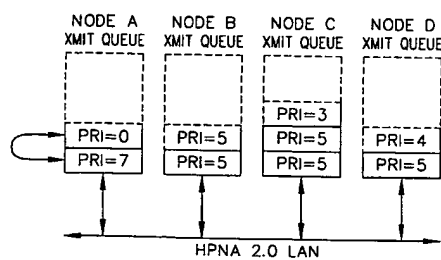 NODE A NODE B NODE C NODE D
XMIT QUEUE XMIT QUEUE XMIT QUEUE XMIT QUEUE
PRI=3
PRI=0 PRI=5 PRI=5 PRI=4
PRI=7 PRI=5 PRI=5 PRI=5
HPNA 2.0 LAN